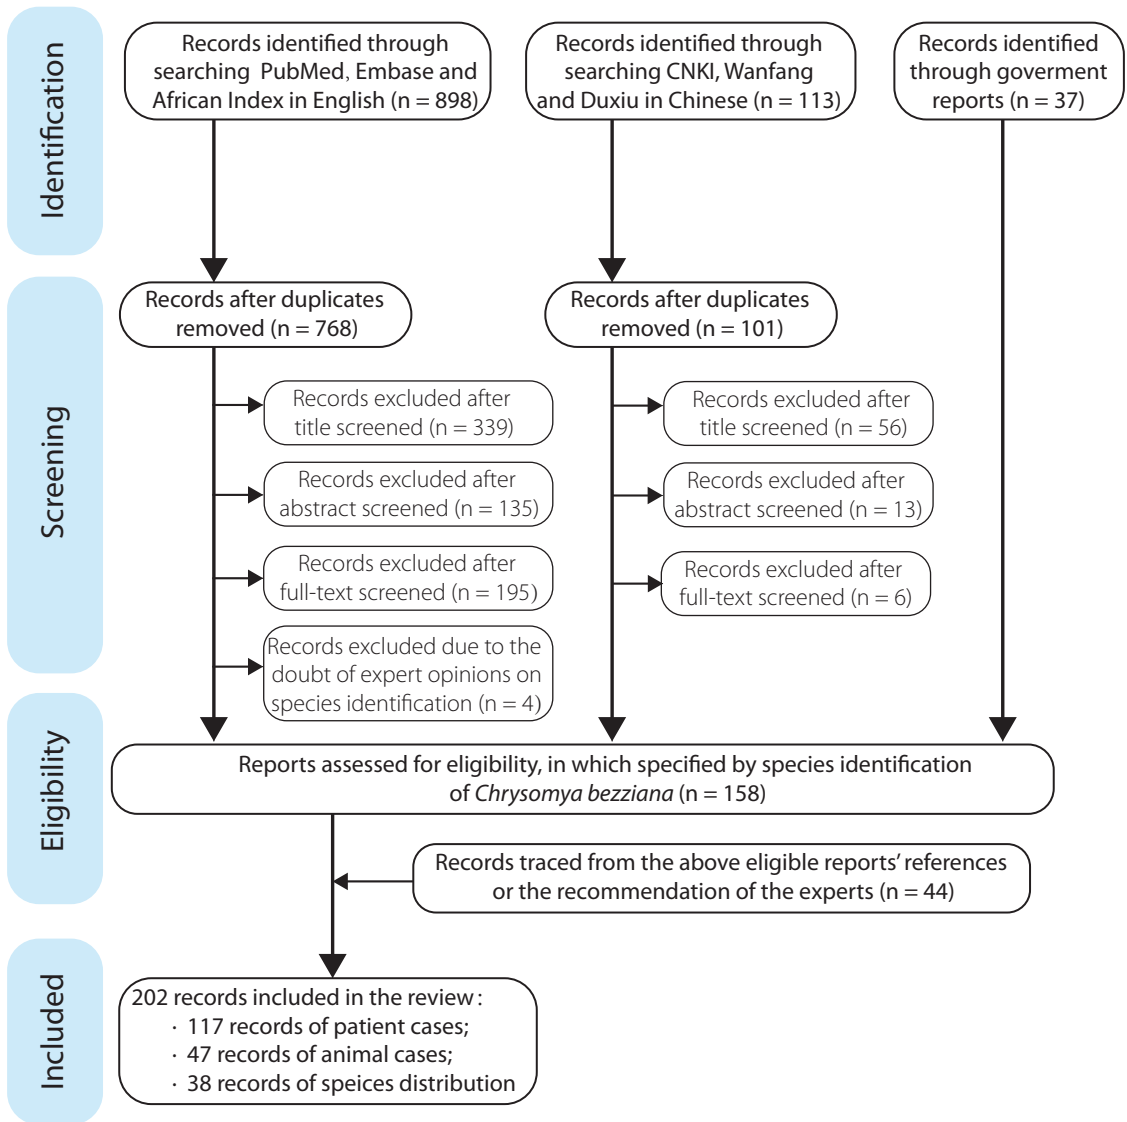 Identification
Records identified through
searching PubMed, Embase and
African Index in English (n = 898)
Records identified through
searching CNKI, Wanfang
and Duxiu in Chinese (n = 113)
Records identified
through goverment
reports (n = 37)
Screening
Records after duplicates
removed (n = 768)
Records after duplicates
removed (n = 101)
Records excluded after
title screened (n = 339)
Records excluded after
title screened (n = 56)
Records excluded after
abstract screened (n = 135)
Records excluded after
abstract screened (n = 13)
Records excluded after
full-text screened (n = 195)
Records excluded after
full-text screened (n = 6)
Records excluded due to the
doubt of expert opinions on
species identification (n = 4)
Eligibility
Reports assessed for eligibility, in which specified by species identification
of Chrysomya bezziana (n = 158)
Records traced from the above eligible reports' references
or the recommendation of the experts (n = 44)
Included
202 records included in the review :
· 117 records of patient cases;
· 47 records of animal cases;
· 38 records of speices distribution